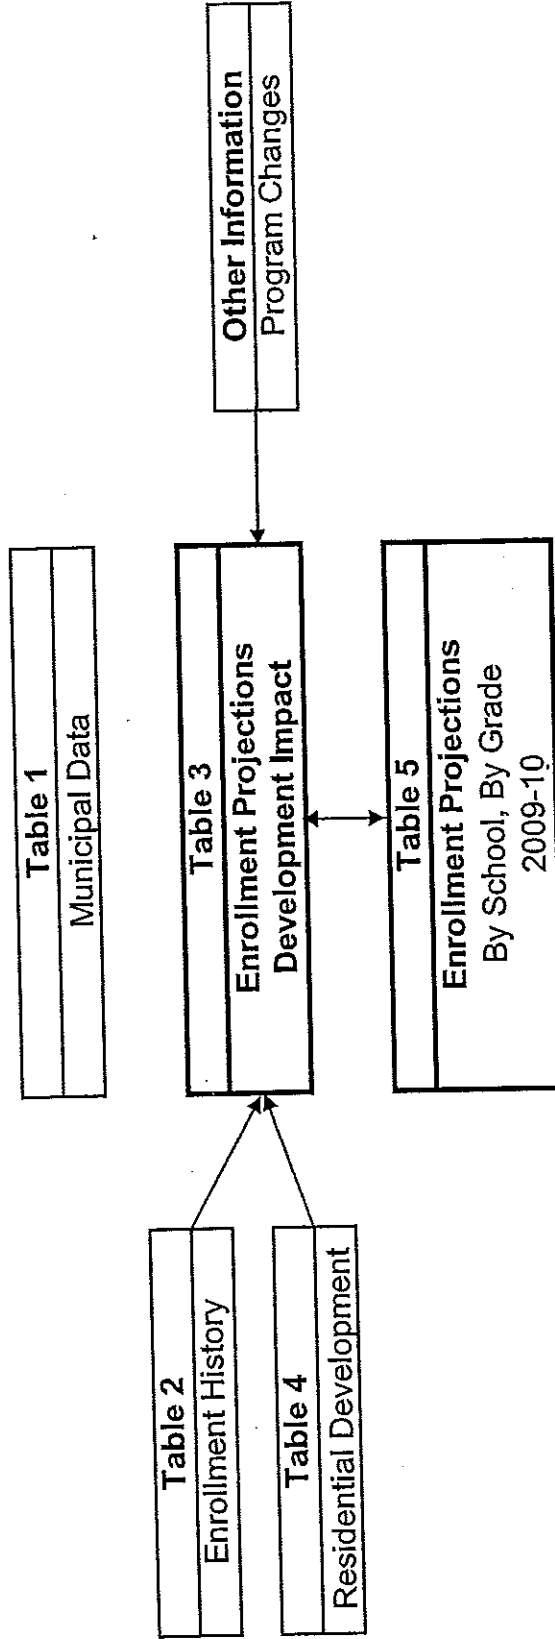 Table 1
Municipal Data
Table 2
Enrollment History
Table 3
Enrollment Projections
Development Impact
Other Information
Program Changes
Table 4
Residential Development
Table 5
Enrollment Projections
By School, By Grade
2009-10